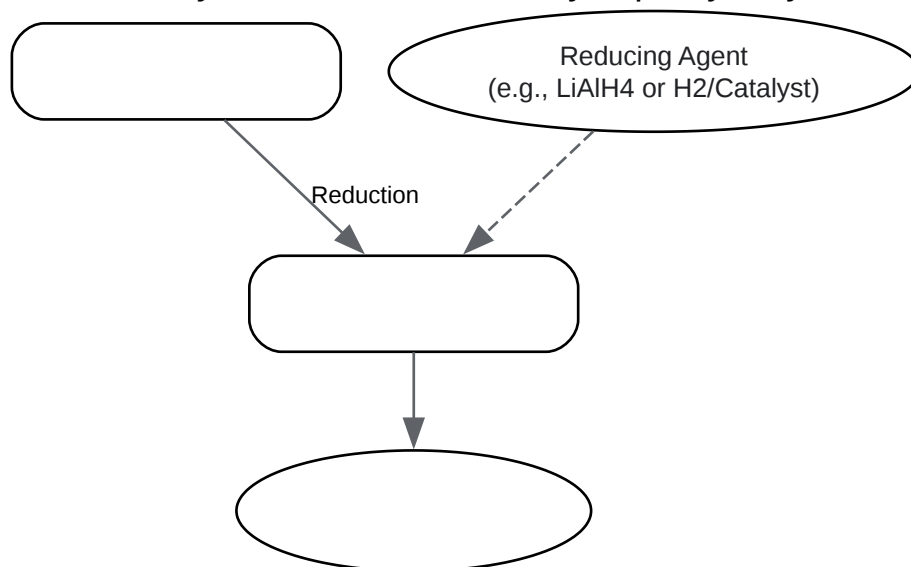 Reducing Agent
(e.g., LiAlH4 or H2/Catalyst)
Reduction